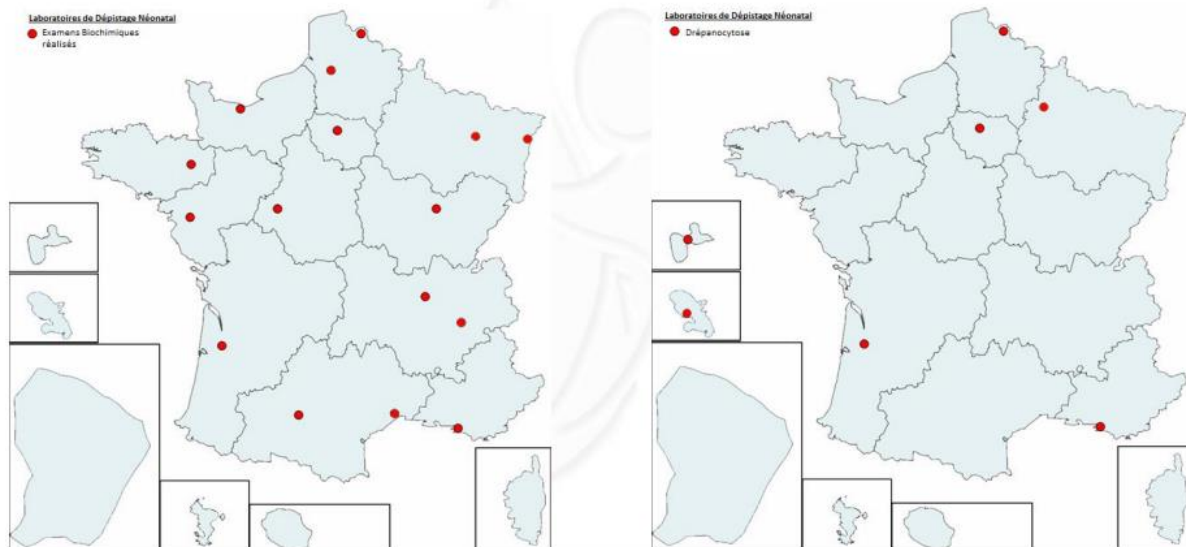 Laboratoires de Dépistage Néonatal
Examens Biochimiques
réalisés
Laboratoires de Dépistage Néonatal
Drépanocytose